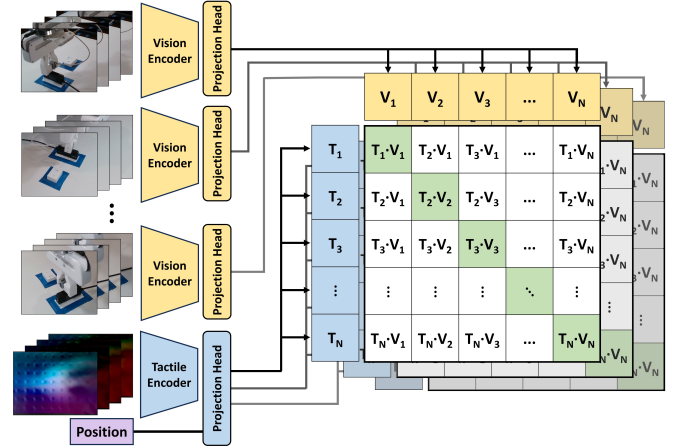 Vision
Encoder
Projection Head
Vision
Encoder
Projection Head
Vision
Encoder
Projection Head
Tactile
Encoder
Projection Head
Position
V1 V2 V3 ... VN
VN
VN
T1 T1·V1 T2·V1 T3·V1 ... T1·VN
T2 T2·V1 T2·V2 T2·V3 ... T2·VN
T3 T3·V1 T3·V2 T3·V3 ... T3·VN
⋮ ⋮ ⋮ ⋮ ⋱ ⋮
TN TN·V1 TN·V2 TN·V3 ... TN·VN